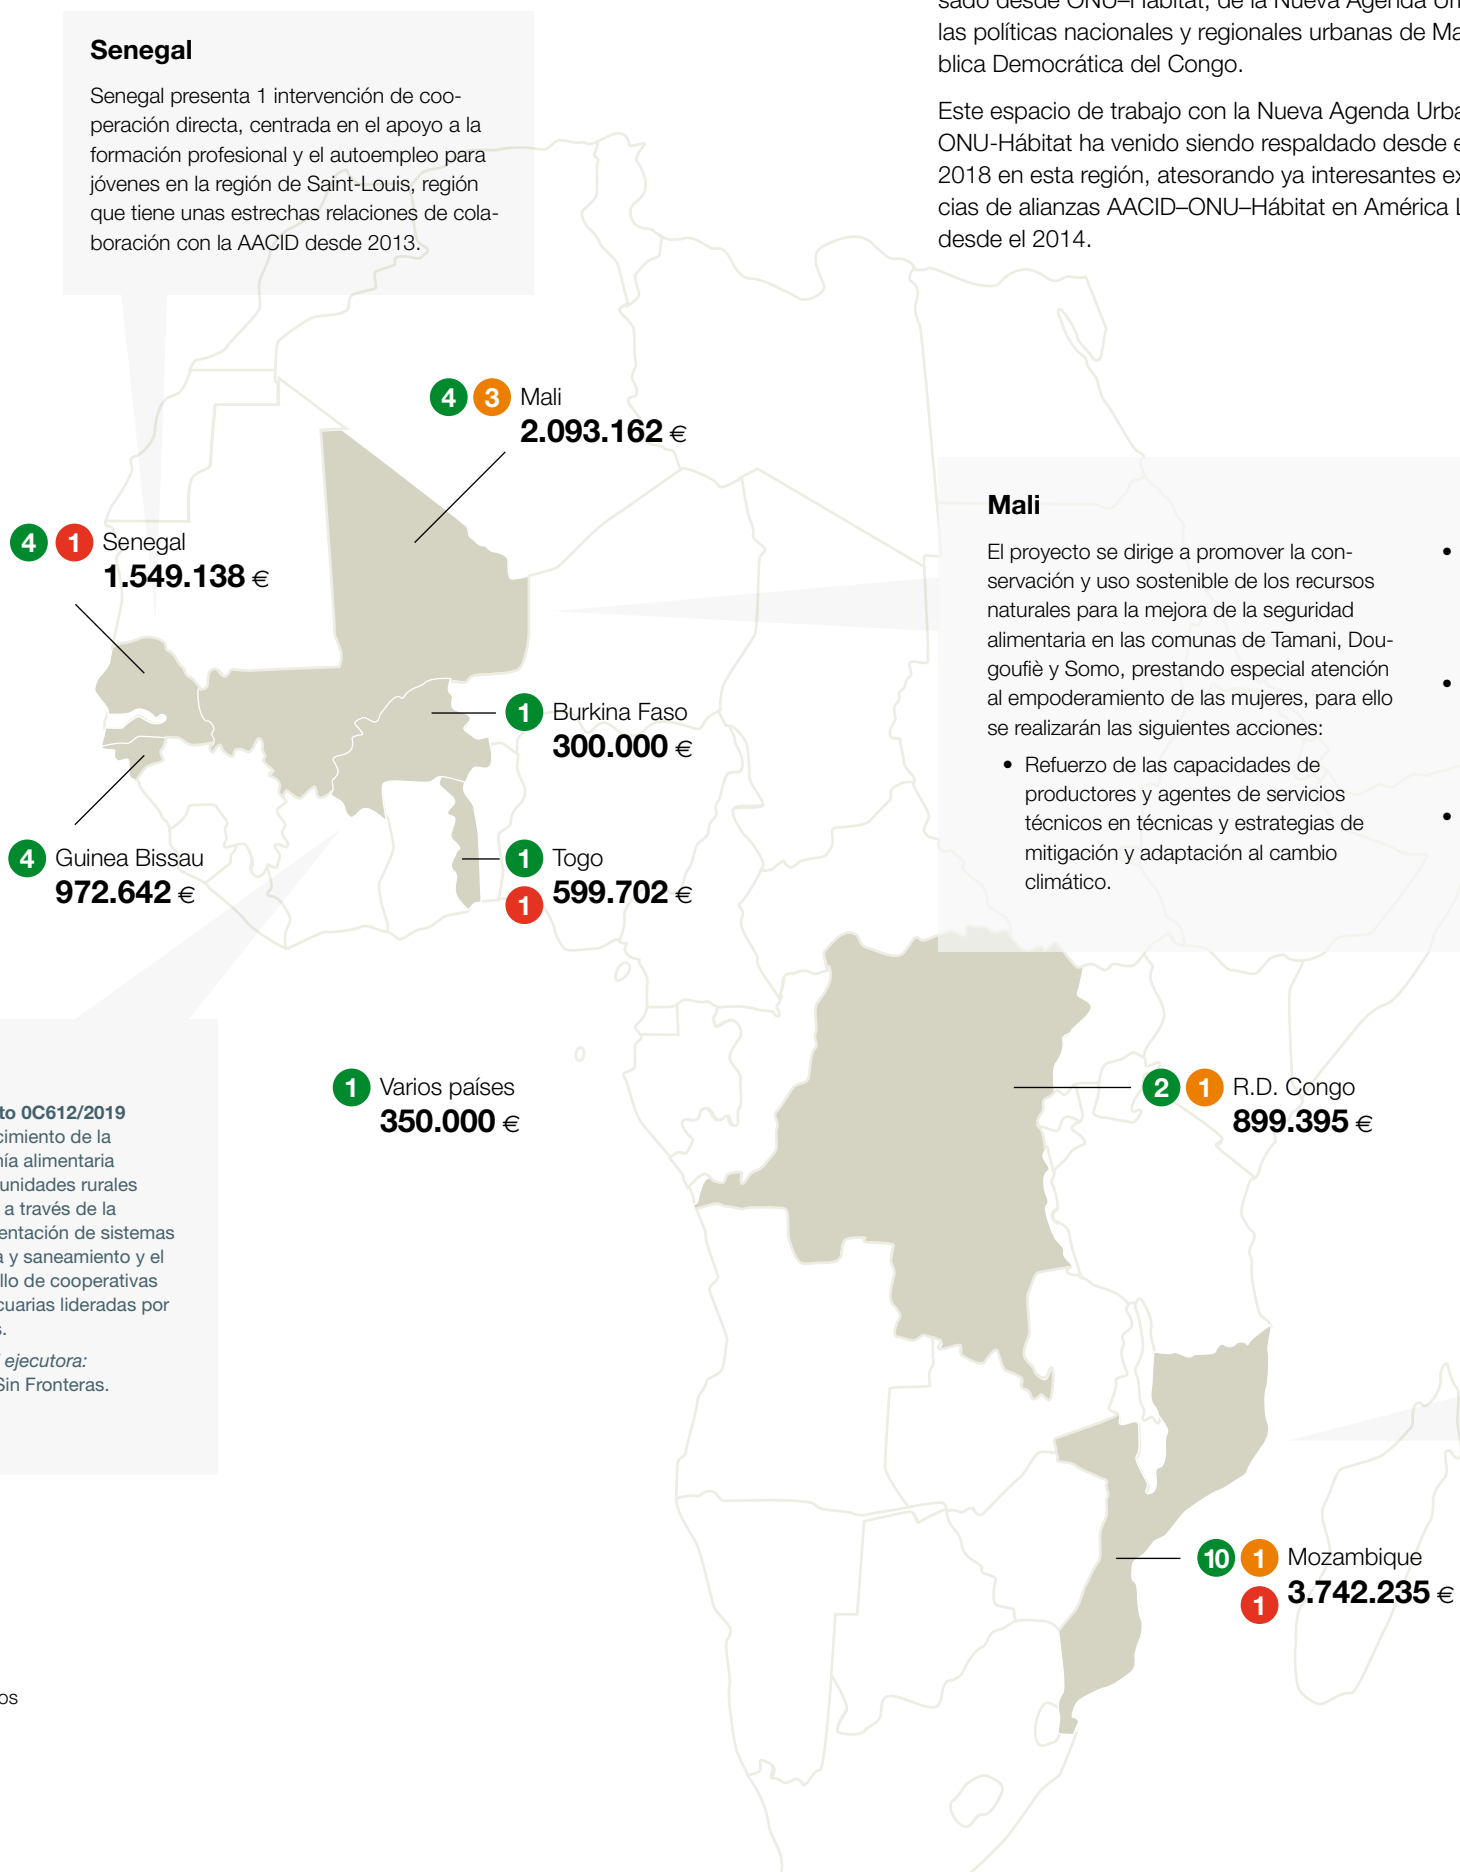 Senegal
Senegal presenta 1 intervención de coo-
peración directa, centrada en el apoyo a la
formación profesional y el autoempleo para
jóvenes en la región de Saint-Louis, región
que tiene unas estrechas relaciones de cola-
boración con la AACID desde 2013.
desde ONU–Hábitat, de la Nueva Agenda
las políticas nacionales y regionales urbanas de
blica Democrática del Congo.
Este espacio de trabajo con la Nueva Agenda
ONU-Hábitat ha venido siendo respaldado desde
2018 en esta región, atesorando ya interesantes
cias de alianzas AACID–ONU–Hábitat en América
desde el 2014.
4 3 Mali
2.093.162 €
4 1 Senegal
1.549.138 €
1 Burkina Faso
300.000 €
4 Guinea Bissau
972.642 €
1 Togo
1 599.702 €
Mali
El proyecto se dirige a promover la con-
servación y uso sostenible de los recursos
naturales para la mejora de la seguridad
alimentaria en las comunas de Tamani, Dou-
goufiè y Somo, prestando especial atención
al empoderamiento de las mujeres, para ello
se realizarán las siguientes acciones:
• Refuerzo de las capacidades de
productores y agentes de servicios
técnicos en técnicas y estrategias de
mitigación y adaptación al cambio
climático.
•
•
•
to 0C612/2019
cimiento de la
nía alimentaria
unidades rurales
a través de la
entación de sistemas
a y saneamiento y el
llo de cooperativas
cuarias lideradas por
s.
ejecutora:
Sin Fronteras.
1 Varios países
350.000 €
2 1 R.D. Congo
899.395 €
10 1 Mozambique
1 3.742.235 €
os